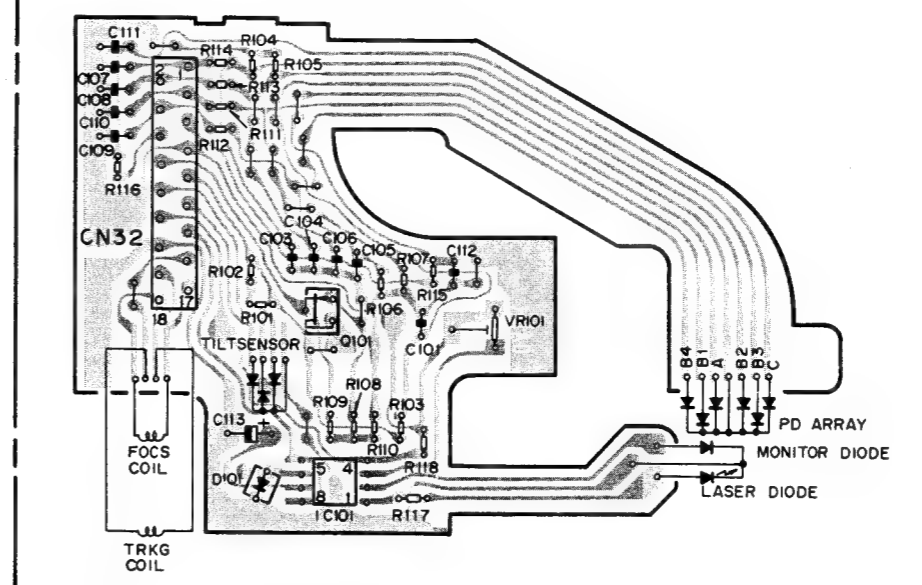 C111
R104
R114
R105
C107
2 1
R113
C108
C110
R111
C109
R112
R116
C104
CN32
C103
C106
C105
R107
C112
R102
R115
R106
17
R101
18
VR101
Q101
C101
TILTSENSOR
B4
B1
A
B2
B3
C
R108
R109
R103
PD ARRAY
C113
+
FOCS
COIL
R110
MONITOR DIODE
R118
5 4
D101
8 1
LASER DIODE
IC101
R117
TRKG
COIL